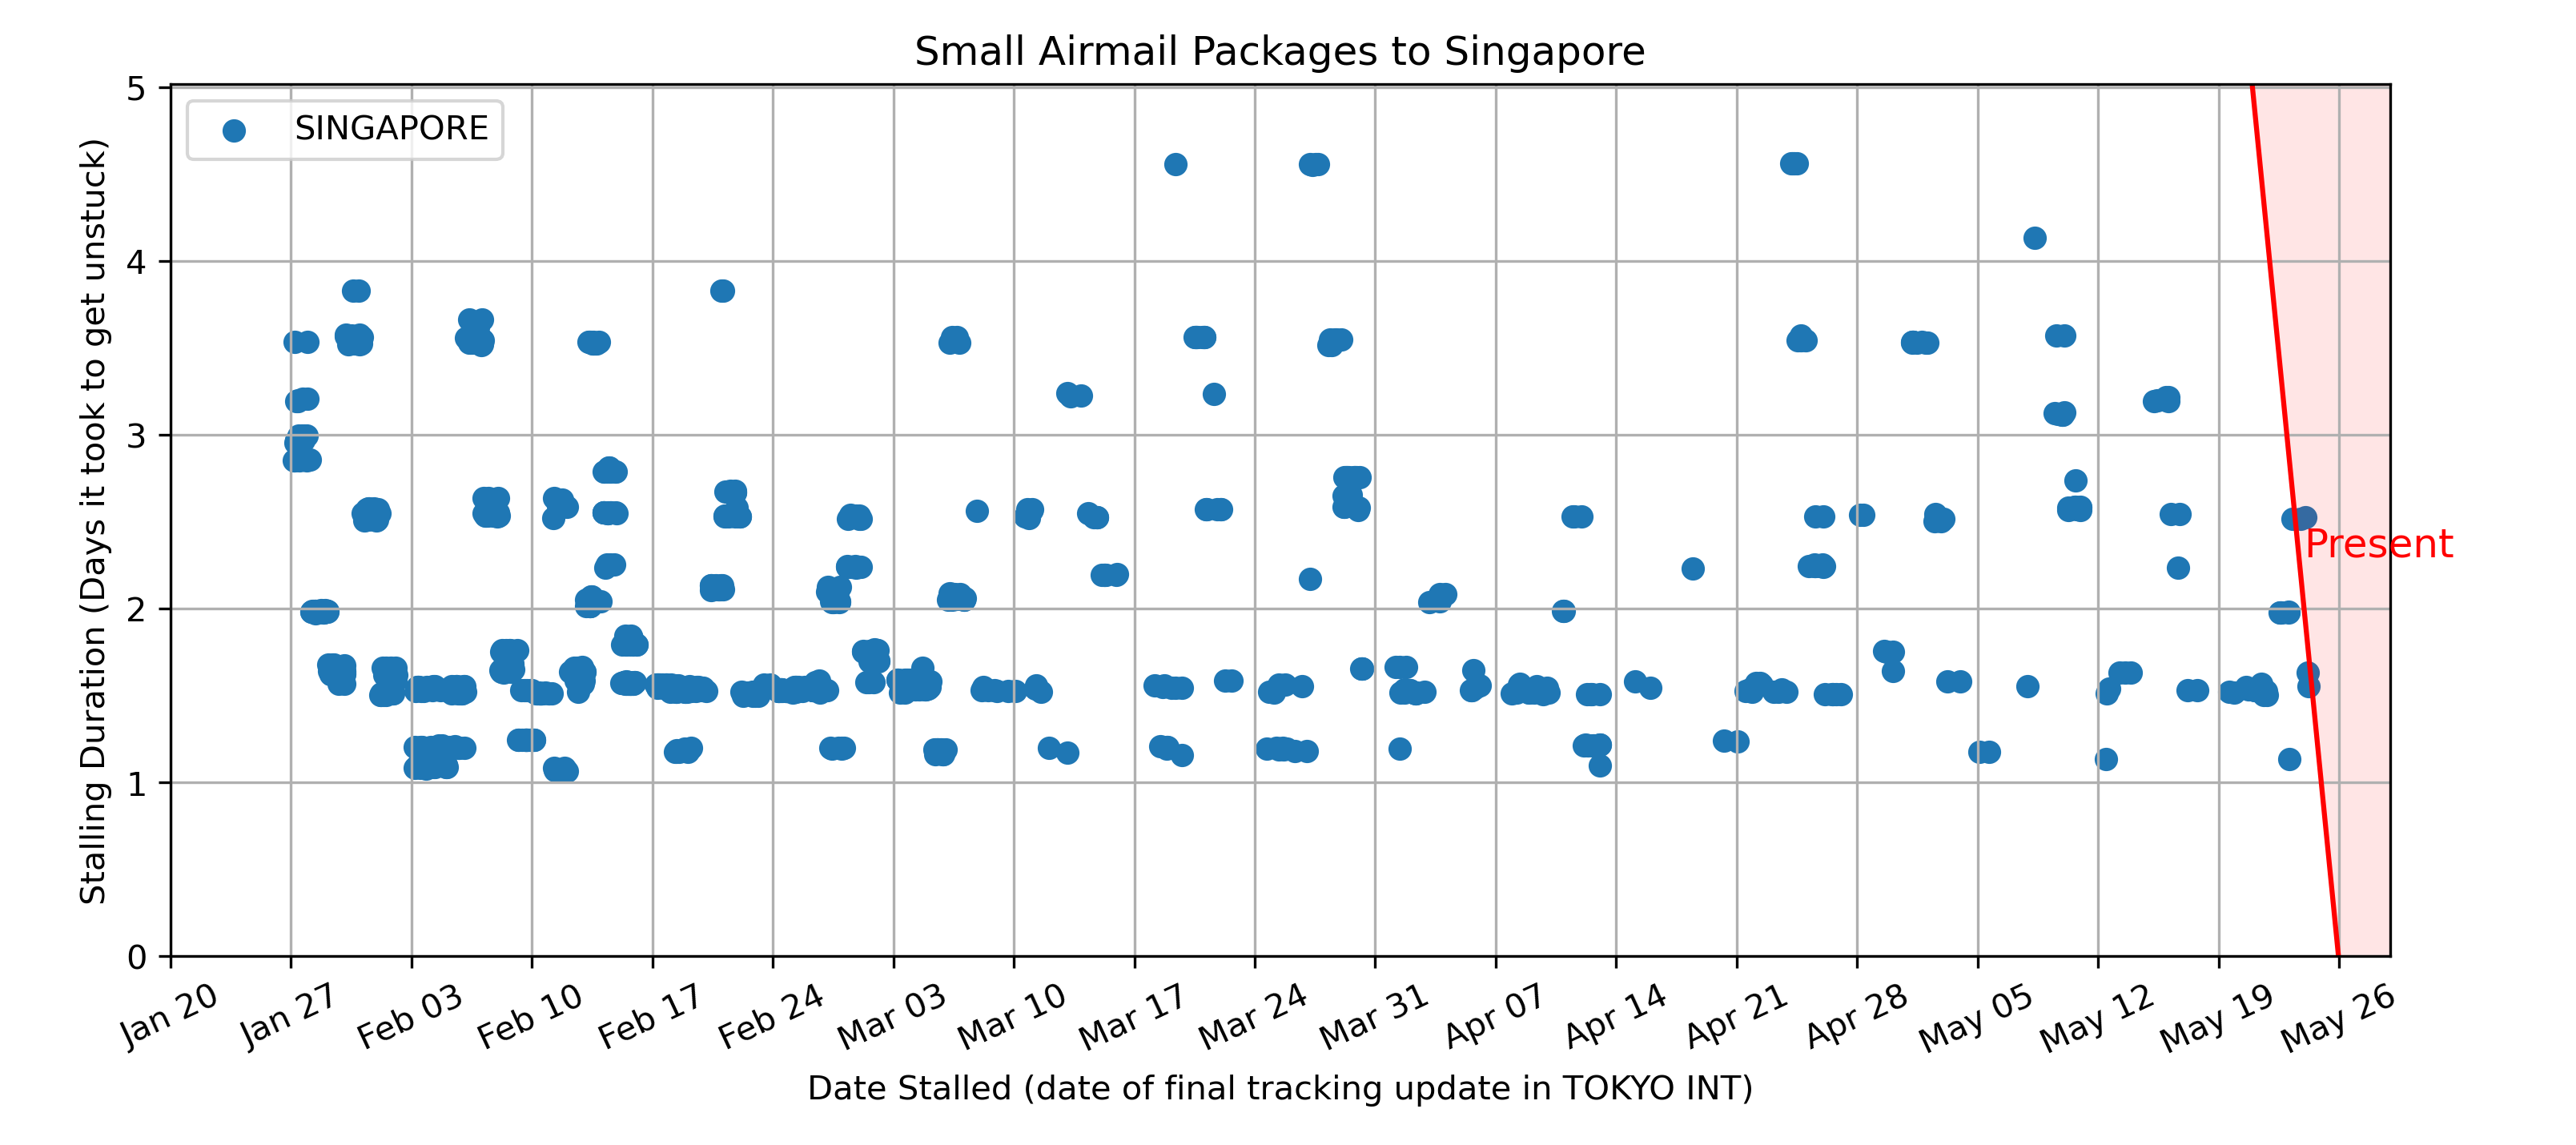 Small Airmail Packages to Singapore
SINGAPORE
Stalling Duration (Days it took to get unstuck)
5
4
3
2
1
0
Present
Jan 20
Jan 27
Feb 03
Feb 10
Feb 17
Feb 24
Mar 03
Mar 10
Mar 17
Mar 24
Mar 31
Apr 07
Apr 14
Apr 21
Apr 28
May 05
May 12
May 19
May 26
Date Stalled (date of final tracking update in TOKYO INT)